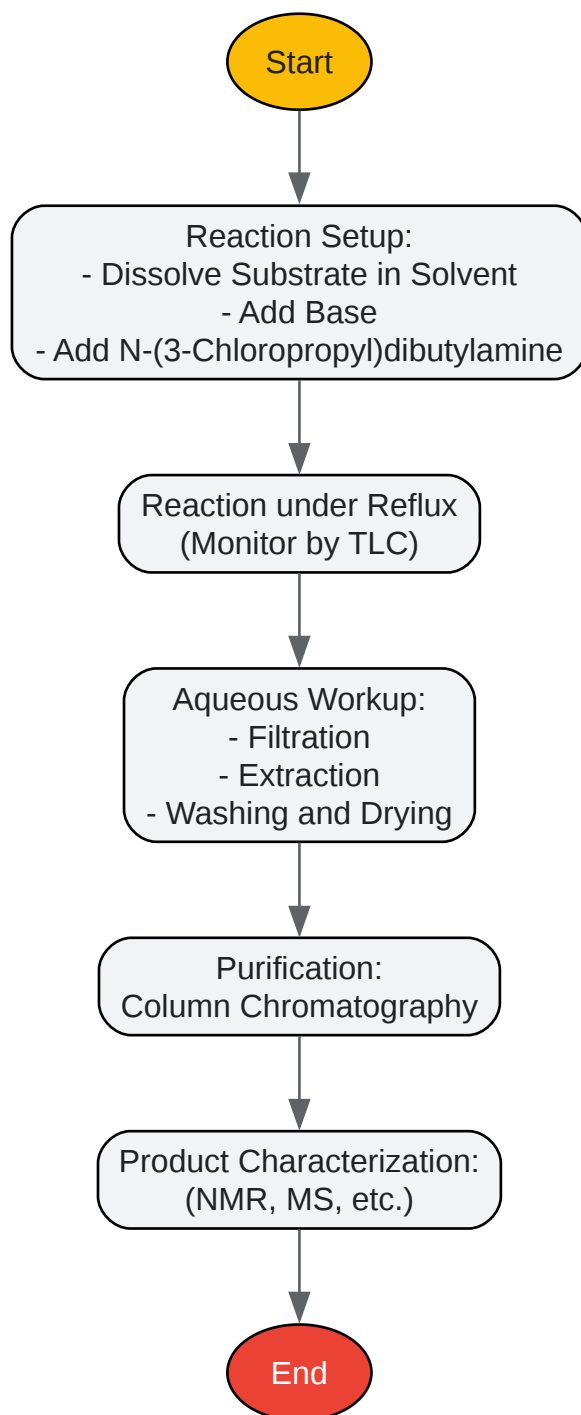 Start
Reaction Setup:
- Dissolve Substrate in Solvent
- Add Base
- Add N-(3-Chloropropyl)dibutylamine
Reaction under Reflux
(Monitor by TLC)
Aqueous Workup:
- Filtration
- Extraction
- Washing and Drying
Purification:
Column Chromatography
Product Characterization:
(NMR, MS, etc.)
End